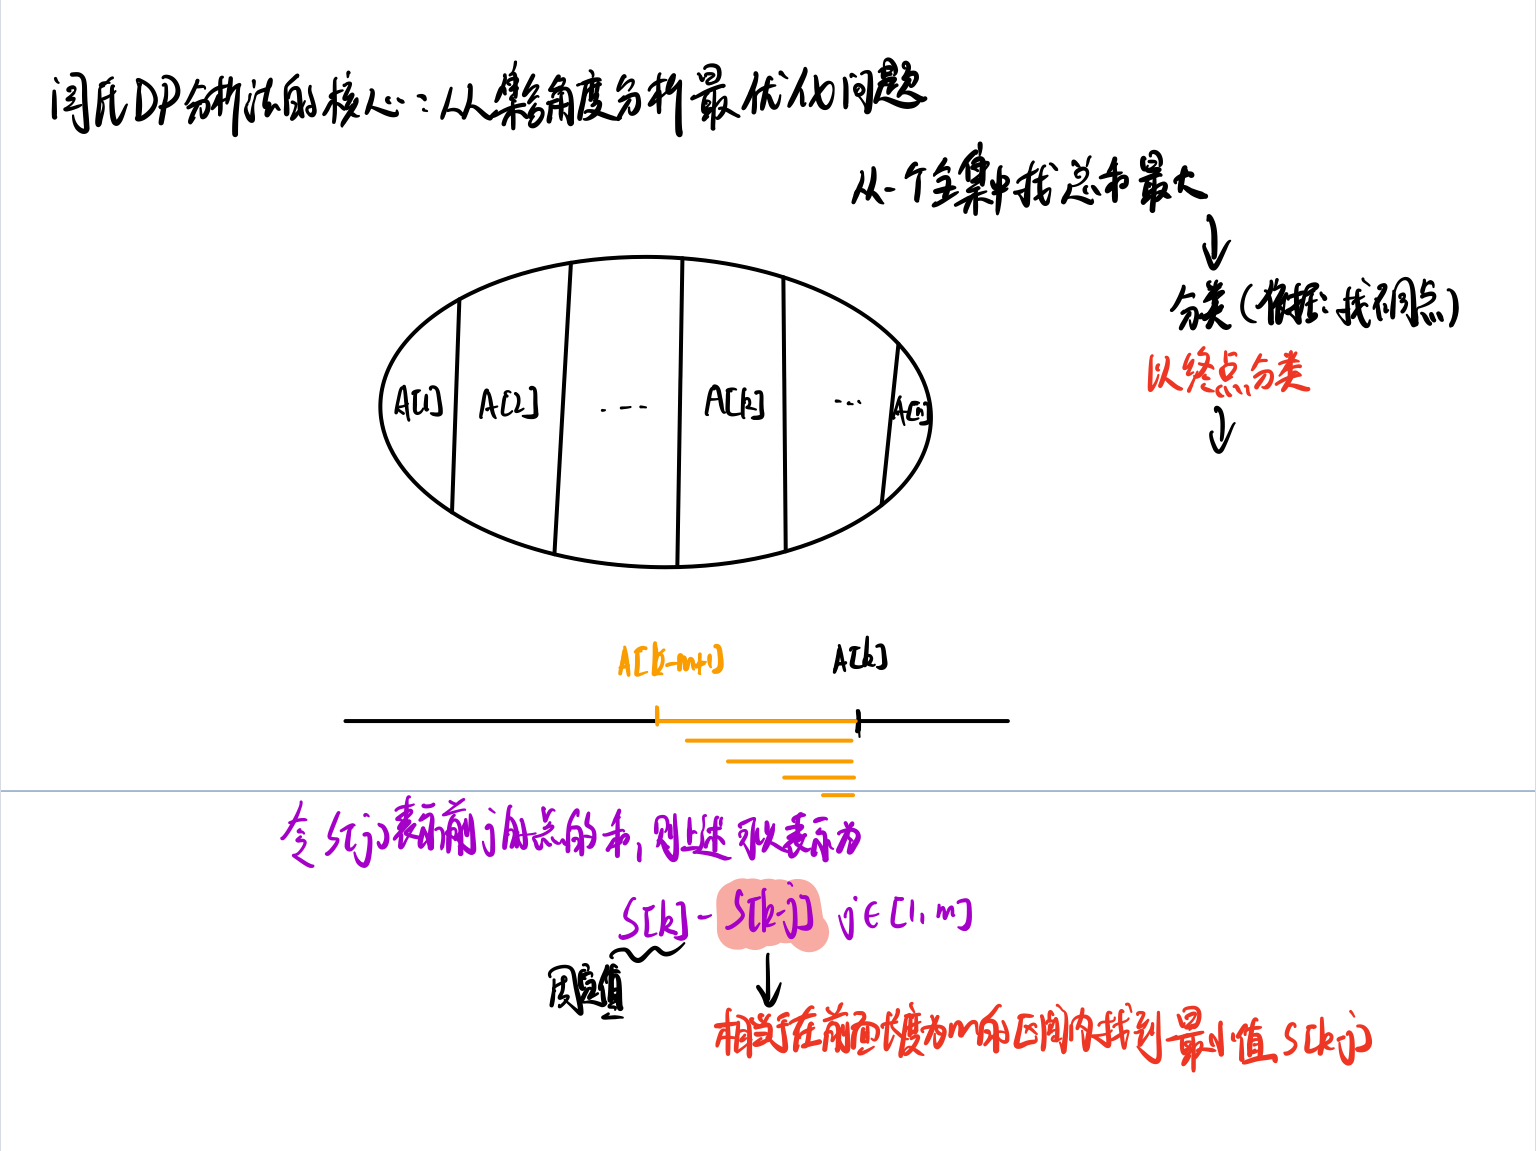 闫氏DP分析法的核心:从集合角度分析最优化问题
从一个全集中找总和最大
分类(依据:找不同点)
以终点分类
A[1] A[2] ... A[k] ... A[n]
A[k-m+1] A[k]
令S[j]表示前j个点的和,则上述可以表示为
S[k]-S[k-j] j∈[1,m]
固定值
相当于在前面长度为m的区间内找到最小值S[k-j]